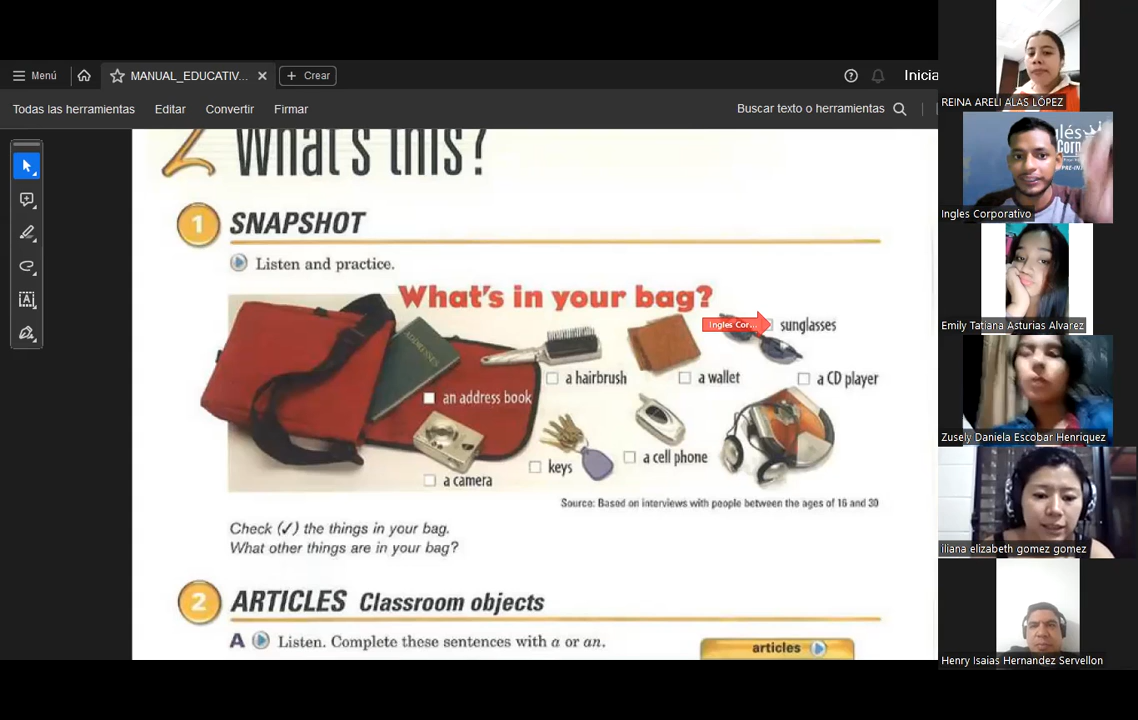 Menú
MANUAL_EDUCATIV...
Crear
Inicia
Todas las herramientas
Editar
Convertir
Firmar
Buscar texto o herramientas
2 What's this?
1 SNAPSHOT
Listen and practice.
What's in your bag?
ADDRESSES
Ingles Cor...
sunglasses
a hairbrush
a wallet
a CD player
an address book
keys
a cell phone
a camera
Source: Based on interviews with people between the ages of 16 and 30
Check (✓) the things in your bag.
What other things are in your bag?
2 ARTICLES Classroom objects
A Listen. Complete these sentences with a or an.
articles
REINA ARELI ALAS LÓPEZ
Ingles Corporativo
Emily Tatiana Asturias Alvarez
Zusely Daniela Escobar Henriquez
iliana elizabeth gomez gomez
Henry Isaias Hernandez Servellon